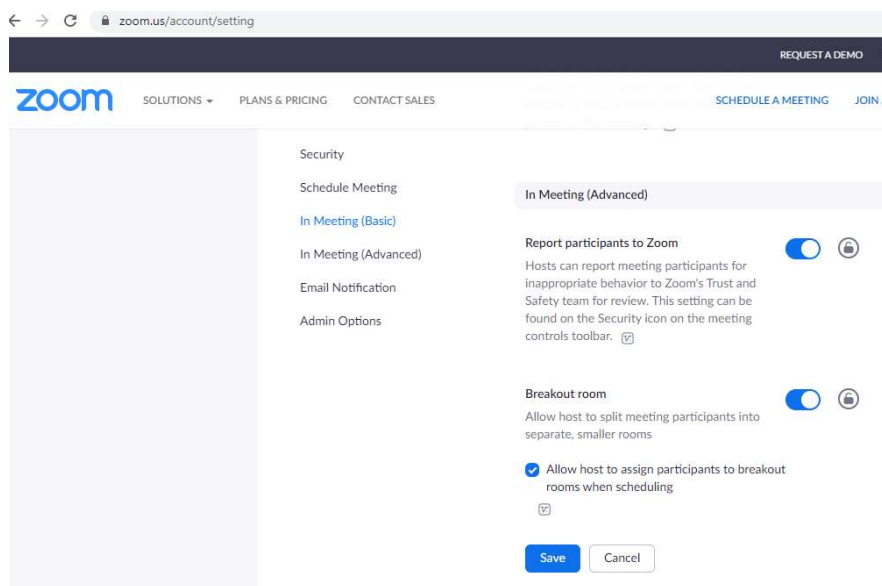 zoom.us/account/setting
REQUEST A DEMO
zoom
SOLUTIONS
PLANS & PRICING
CONTACT SALES
SCHEDULE A MEETING
JOIN
Security
Schedule Meeting
In Meeting (Basic)
In Meeting (Advanced)
Email Notification
Admin Options
In Meeting (Advanced)
Report participants to Zoom
Hosts can report meeting participants for
inappropriate behavior to Zoom's Trust and
Safety team for review. This setting can be
found on the Security icon on the meeting
controls toolbar.
Breakout room
Allow host to split meeting participants into
separate, smaller rooms
Allow host to assign participants to breakout
rooms when scheduling
Save
Cancel